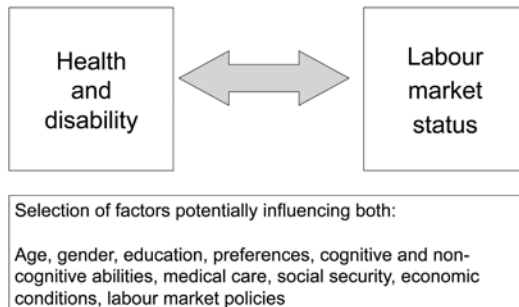 Health
and
disability
Labour
market
status
Selection of factors potentially influencing both:
Age, gender, education, preferences, cognitive and non-
cognitive abilities, medical care, social security, economic
conditions, labour market policies